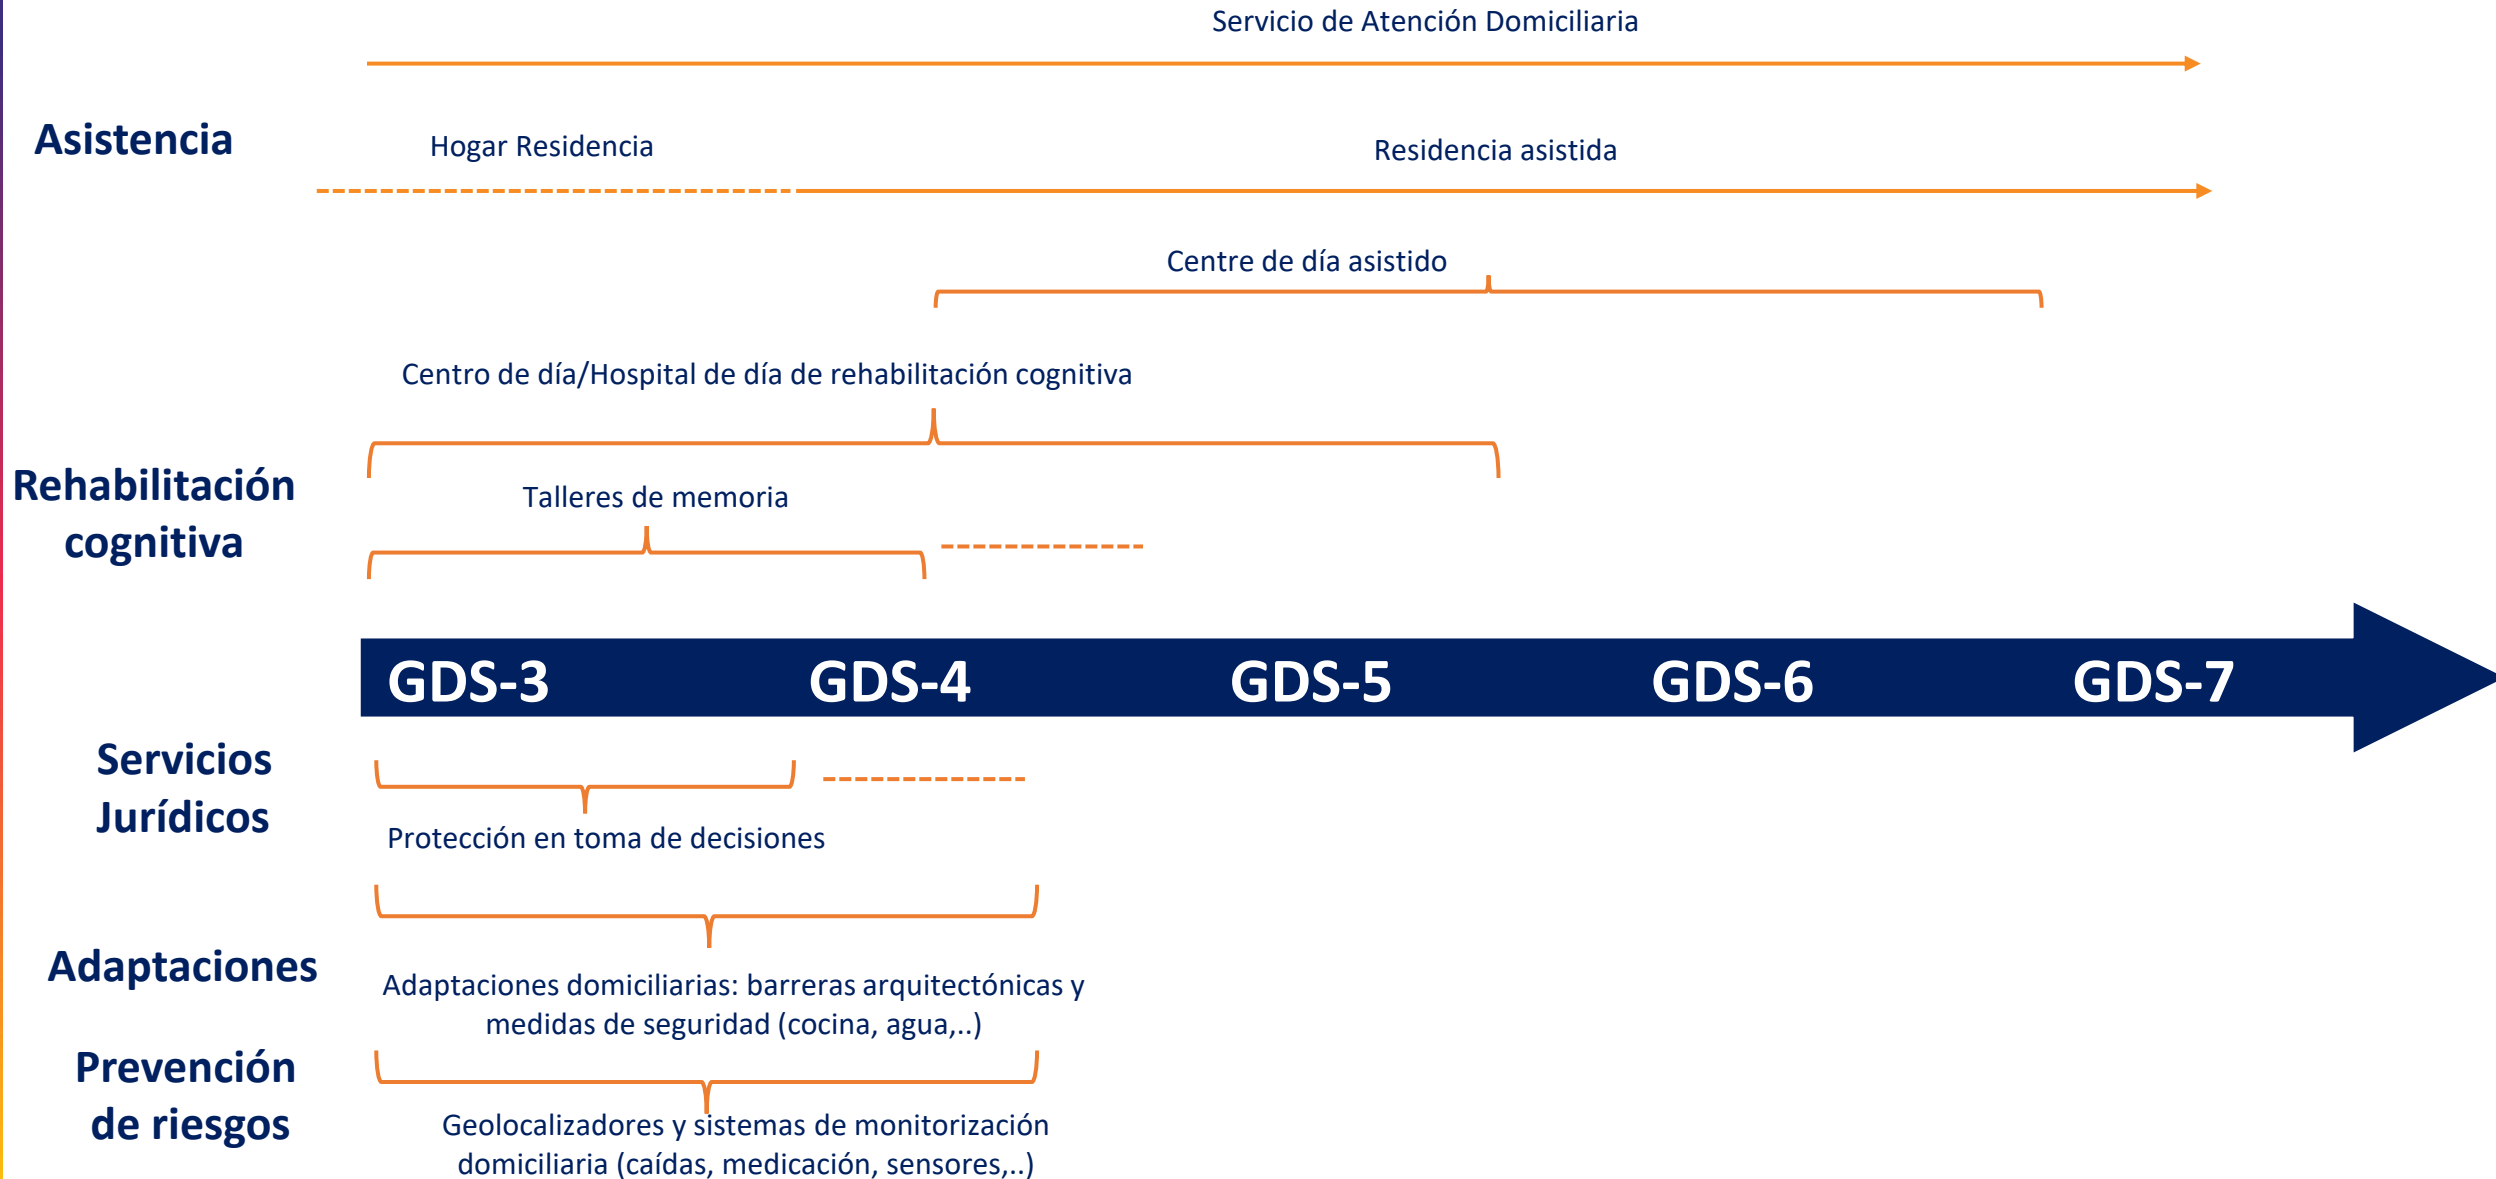 Servicio de Atención Domiciliaria
Asistencia
Hogar Residencia
Residencia asistida
Centre de día asistido
Centro de día/Hospital de día de rehabilitación cognitiva
Rehabilitación
cognitiva
Talleres de memoria
GDS-3
GDS-4
GDS-5
GDS-6
GDS-7
Servicios
Jurídicos
Protección en toma de decisiones
Adaptaciones
Adaptaciones domiciliarias: barreras arquitectónicas y
medidas de seguridad (cocina, agua,..)
Prevención
de riesgos
Geolocalizadores y sistemas de monitorización
domiciliaria (caídas, medicación, sensores,..)